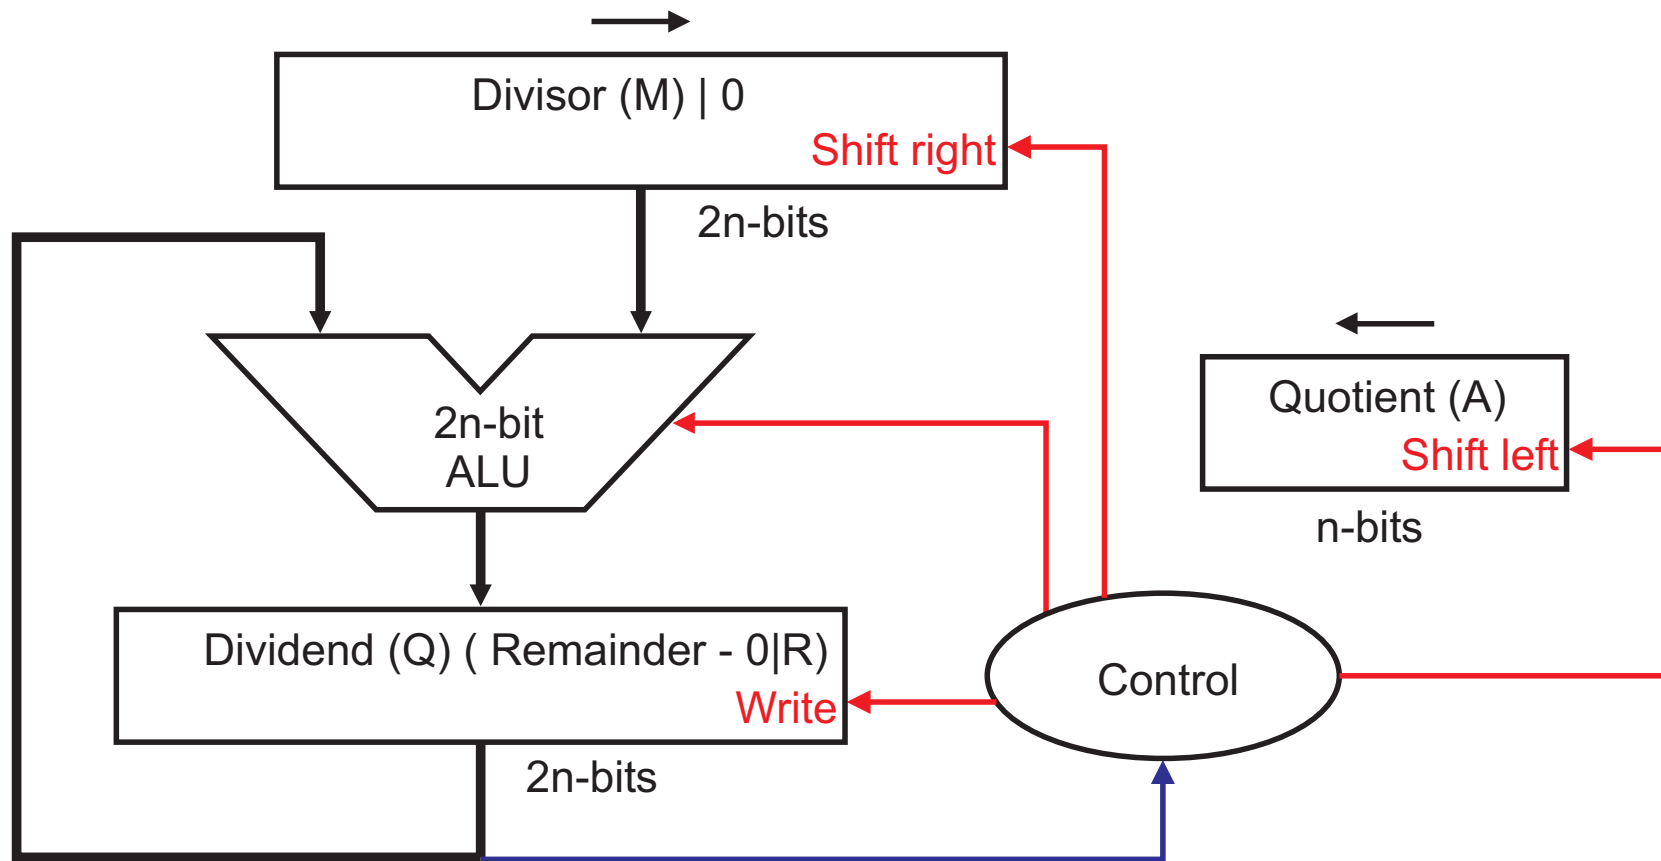 Divisor (M) | 0
Shift right
2n-bits
2n-bit
ALU
Quotient (A)
Shift left
n-bits
Dividend (Q) ( Remainder - 0|R)
Write
Control
2n-bits